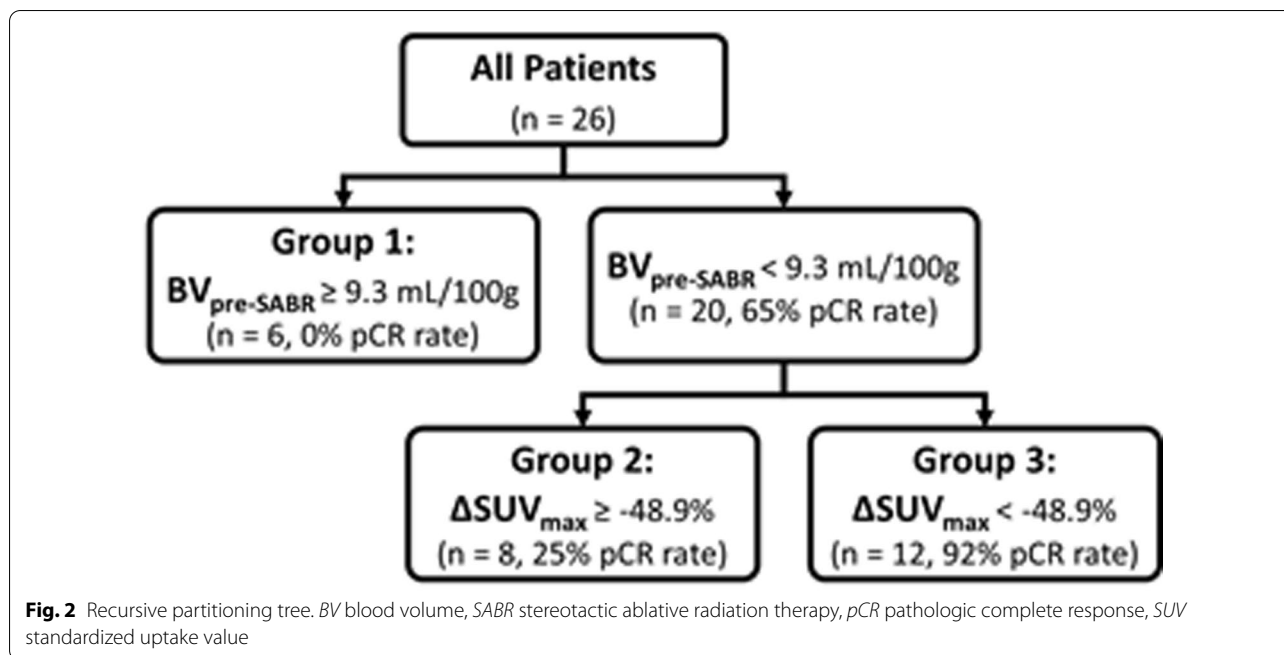 All Patients
(n = 26)
Group 1:
BVpre-SABR ≥ 9.3 mL/100g
(n = 6, 0% pCR rate)
BVpre-SABR < 9.3 mL/100g
(n = 20, 65% pCR rate)
Group 2:
ΔSUVmax ≥ -48.9%
(n = 8, 25% pCR rate)
Group 3:
ΔSUVmax < -48.9%
(n = 12, 92% pCR rate)
Fig. 2 Recursive partitioning tree. BV blood volume, SABR stereotactic ablative radiation therapy, pCR pathologic complete response, SUV
standardized uptake value